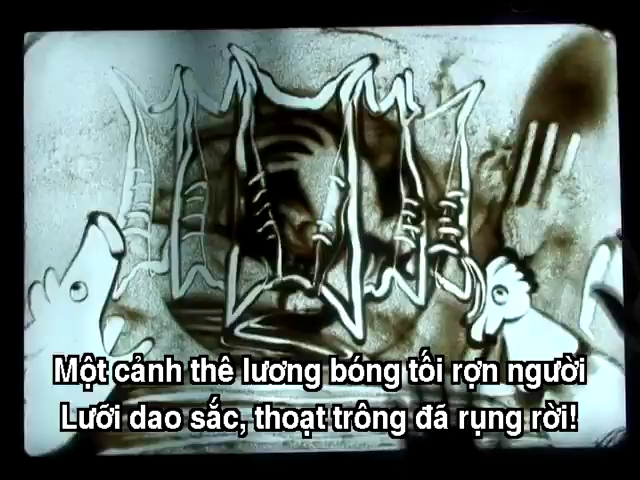 Một cảnh thê lương bóng tối rợn người
Lưỡi dao sắc, thoạt trông đã rụng rời!